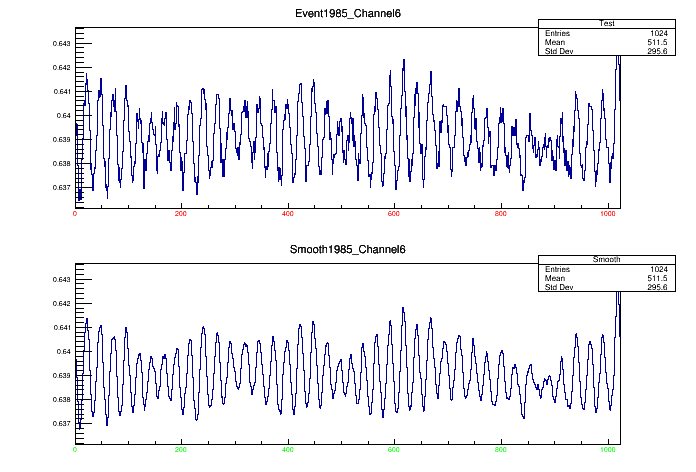 Event1985_Channel6
Test
Entries 1024
Mean 511.5
Std Dev 295.6
0.643
0.642
0.641
0.64
0.639
0.638
0.637
0 200 400 600 800 1000
Smooth1985_Channel6
Smooth
Entries 1024
Mean 511.5
Std Dev 295.6
0.643
0.642
0.641
0.64
0.639
0.638
0.637
0 200 400 600 800 1000